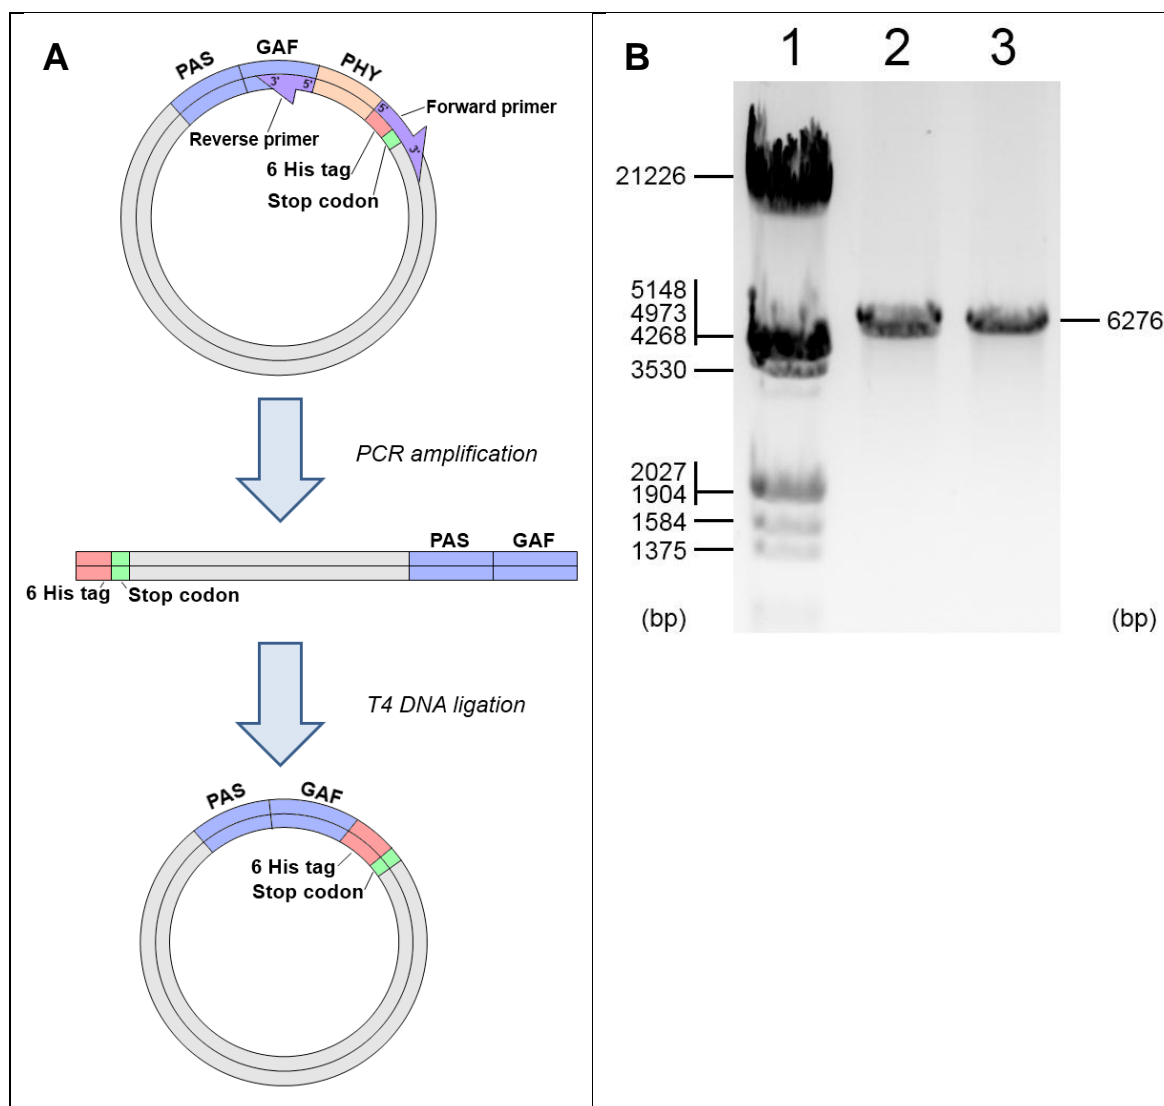 A
PAS
GAF
PHY
3'
5'
5'
Forward primer
3'
Reverse primer
6 His tag
Stop codon
PCR amplification
PAS
GAF
6 His tag
Stop codon
T4 DNA ligation
PAS
GAF
6 His tag
Stop codon
B
1
2
3
21226
5148
4973
4268
3530
6276
2027
1904
1584
1375
(bp)
(bp)